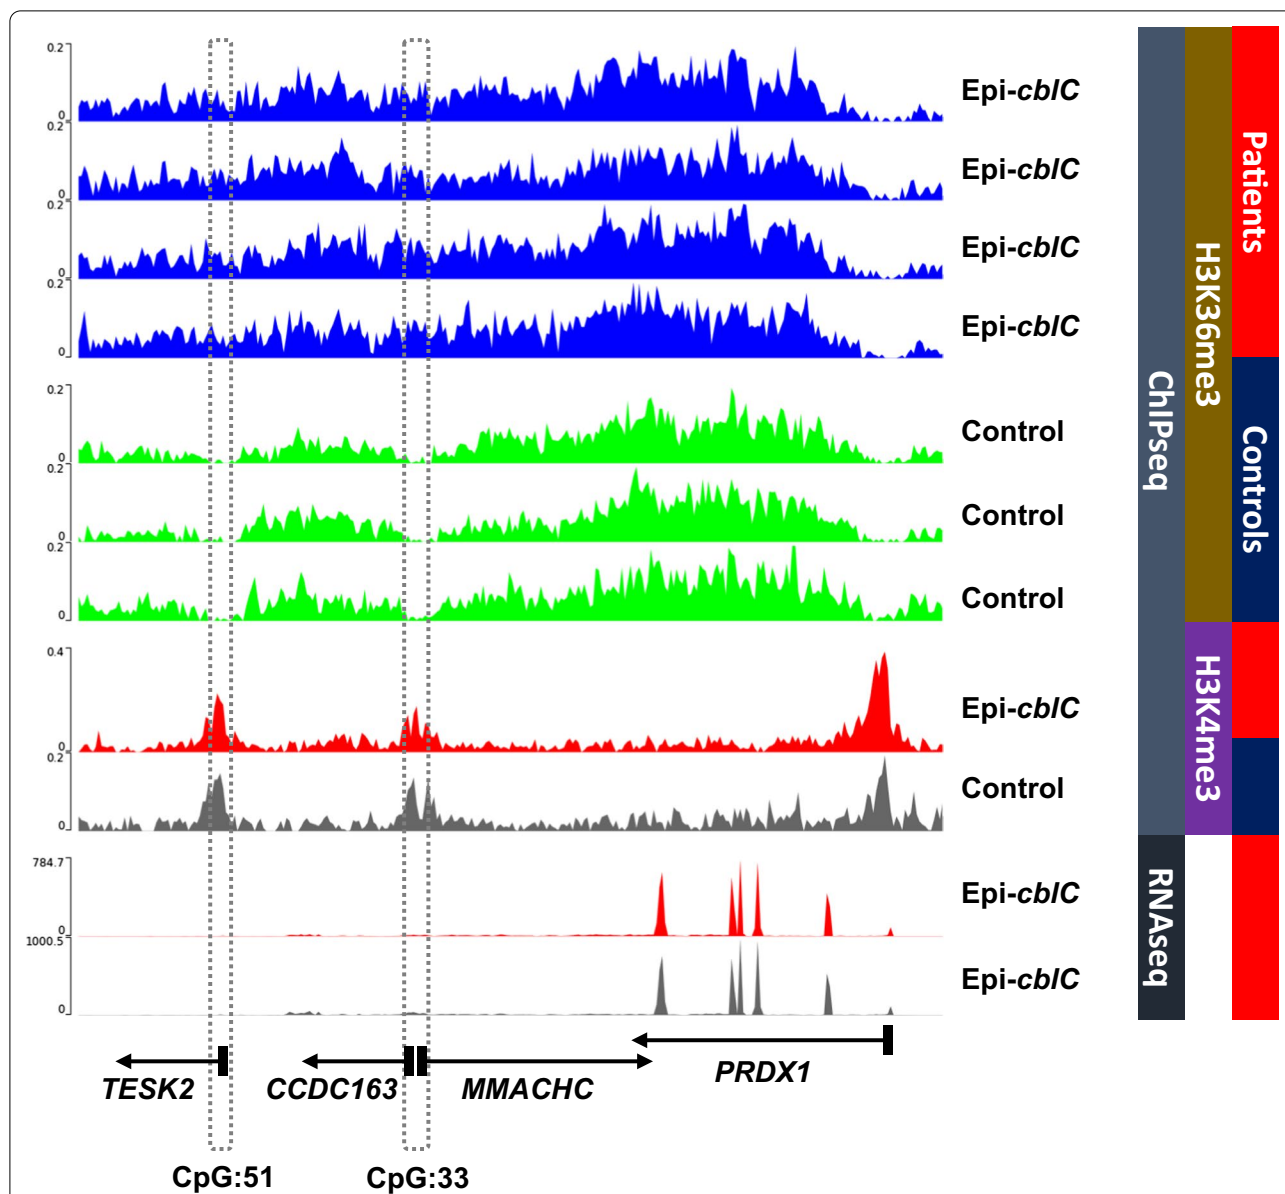 0.2
0
Epi-cblC
0.2
0
Epi-cblC
0.2
0
Epi-cblC
0.2
0
Epi-cblC
0.2
0
Control
0.2
0
Control
0.2
0
Control
0.4
0
Epi-cblC
0.2
0
Control
784.7
0
Epi-cblC
1000.5
0
Epi-cblC
ChIPseq
RNAseq
H3K36me3
H3K4me3
Patients
Controls
TESK2
CCDC163
MMACHC
PRDX1
CpG:51
CpG:33